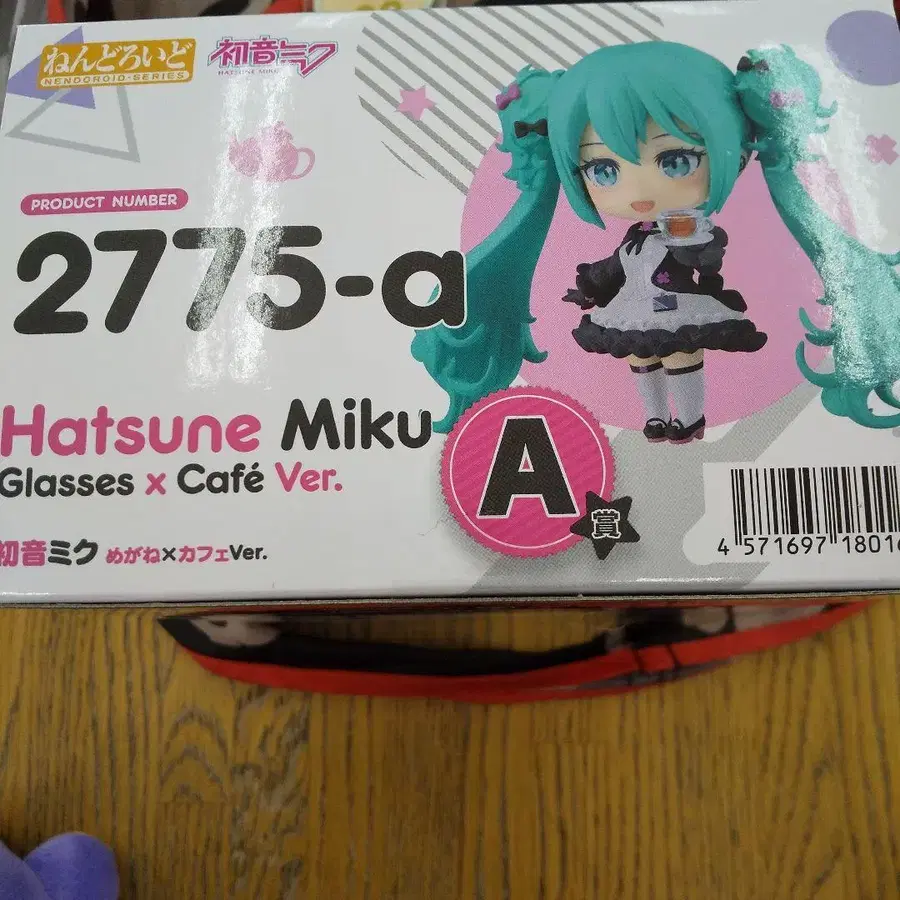 ねんどろいど
NENDOROID·SERIES
初音ミク
HATSUNE MIKU
PRODUCT NUMBER
2775-a
Hatsune Miku
Glasses x Café Ver.
初音ミク めがね×カフェVer.
A
賞
4 571697 18016